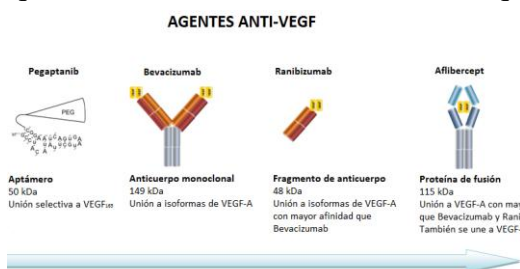 AGENTES ANTI-VEGF
Pegaptanib
Bevacizumab
Ranibizumab
Aflibercept
PEG
Aptámero
50 kDa
Unión selectiva a VEGF₁₆₅
Anticuerpo monoclonal
149 kDa
Unión a isoformas de VEGF-A
Fragmento de anticuerpo
48 kDa
Unión a isoformas de VEGF-A
con mayor afinidad que
Bevacizumab
Proteína de fusión
115 kDa
Unión a VEGF-A con
que Bevacizumab y
También se une a VEGF-